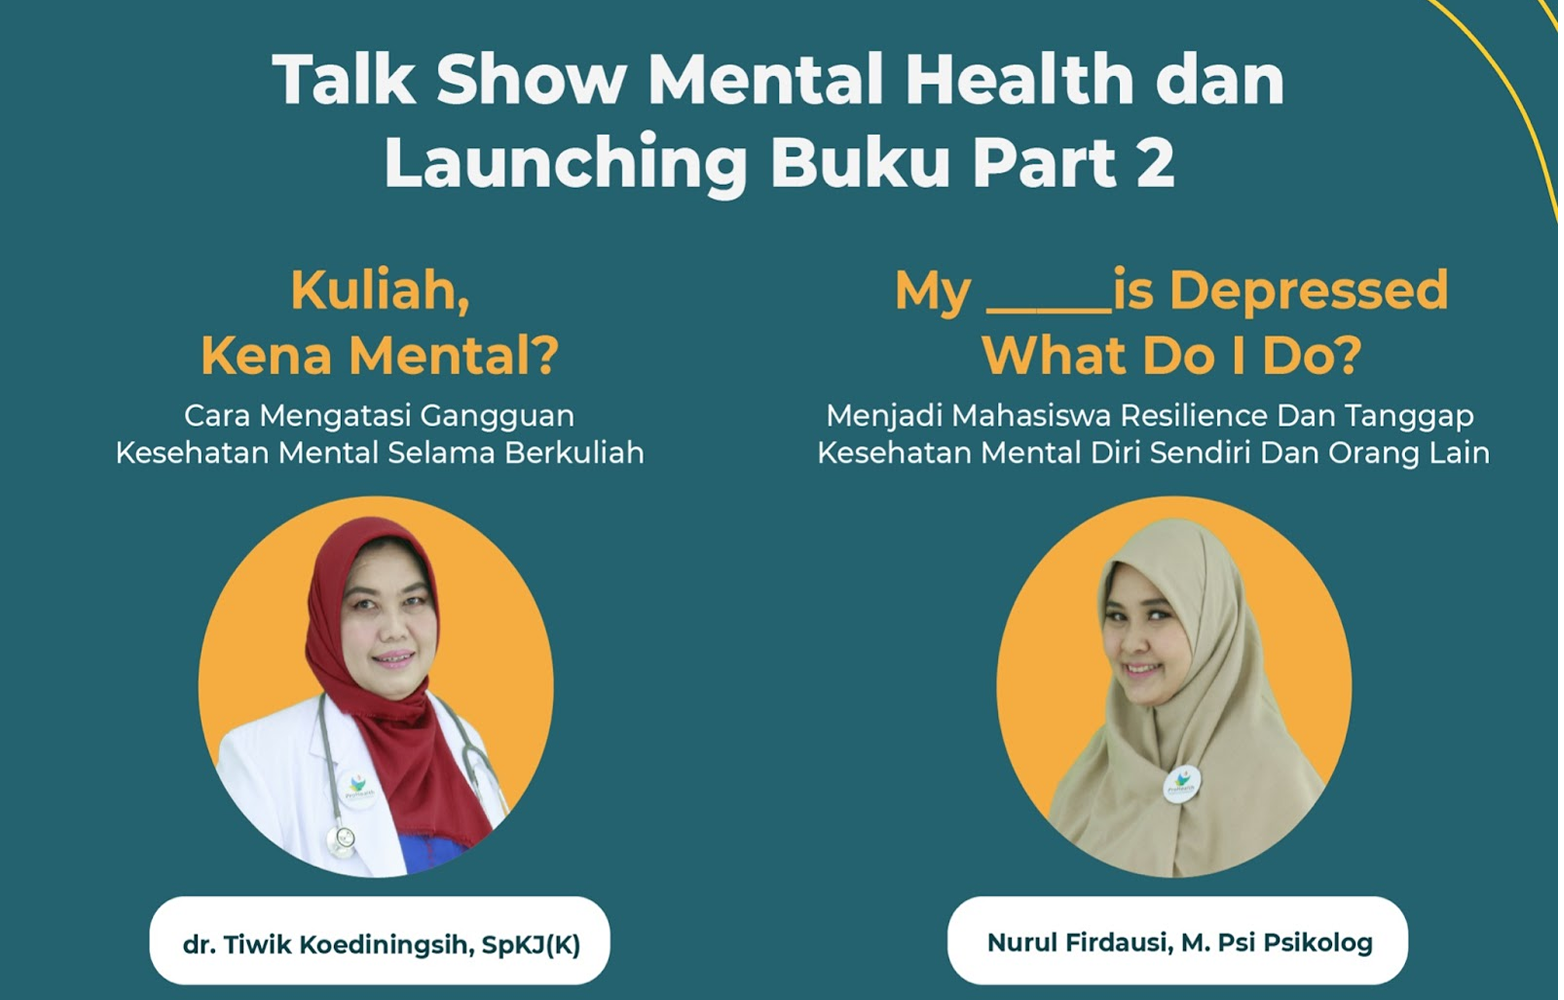 Talk Show Mental Health dan
Launching Buku Part 2
Kuliah,
Kena Mental?
Cara Mengatasi Gangguan
Kesehatan Mental Selama Berkuliah
dr. Tiwik Koediningsih, SpKJ(K)
My _____is Depressed
What Do I Do?
Menjadi Mahasiswa Resilience Dan Tanggap
Kesehatan Mental Diri Sendiri Dan Orang Lain
Nurul Firdausi, M. Psi Psikolog